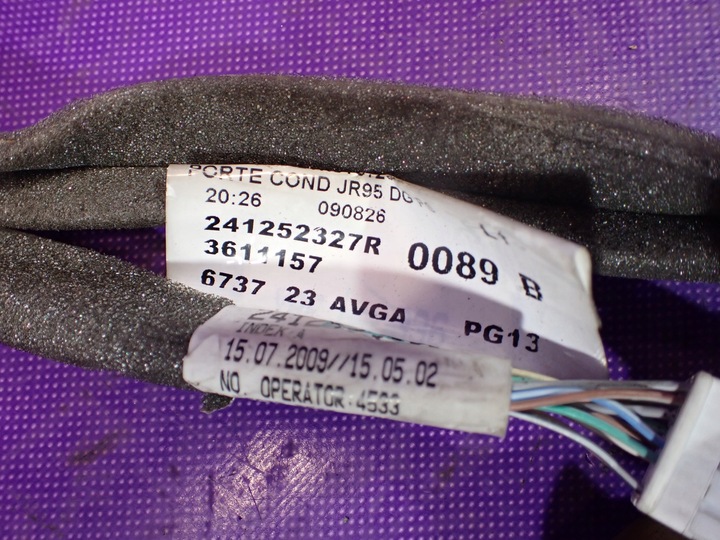 PORTE COND JR95
20:26 090826
241252327R 0089 B
3611157
6737 23 AVGA PG13
INDEX A
15.07.2009//15.05.02
NO. OPERATOR:4533